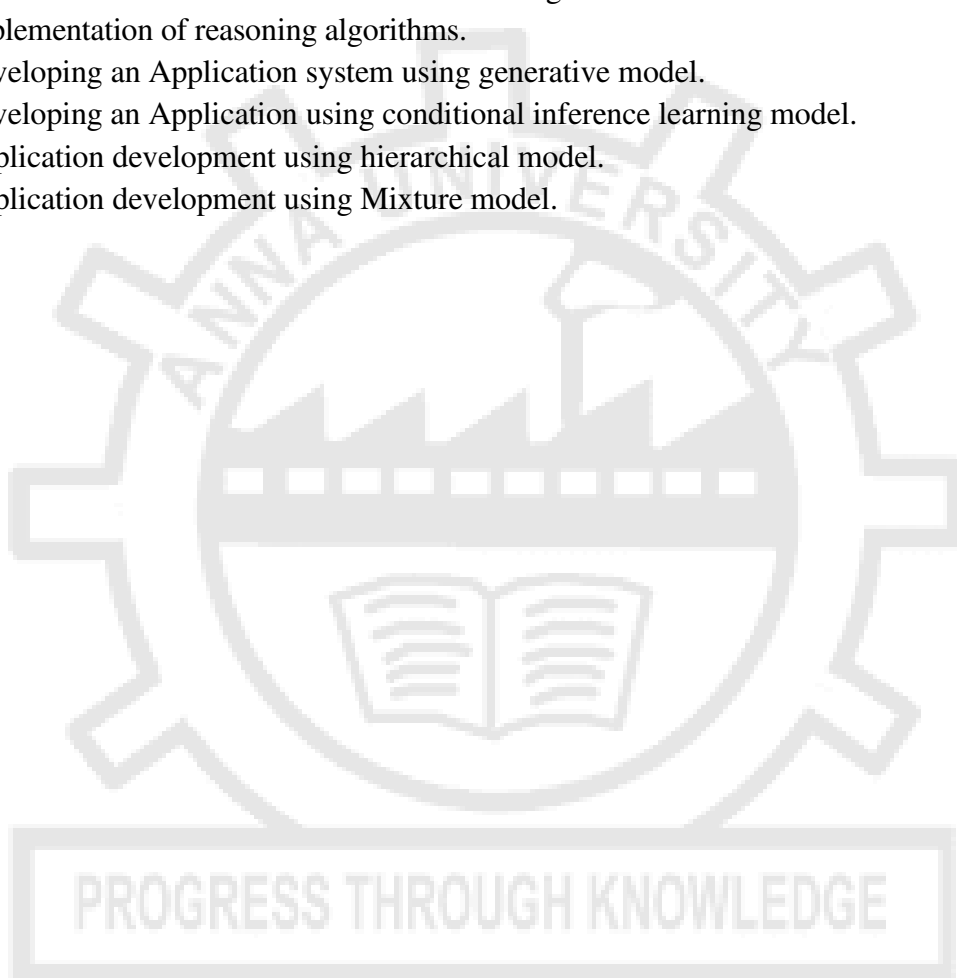 plementation of reasoning algorithms.
veloping an Application system using generative model.
veloping an Application using conditional inference learning model.
plication development using hierarchical model.
plication development using Mixture model.
ANNA UNIVERSITY
PROGRESS THROUGH KNOWLEDGE